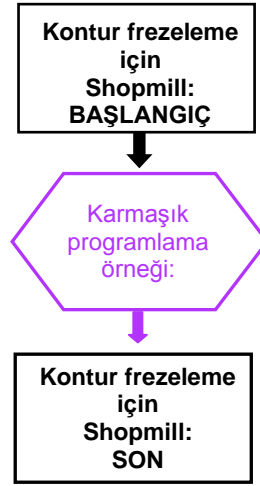 Kontur frezeleme
için
Shopmill:
BAŞLANGIÇ
Karmaşık
programlama
örneği:
Kontur frezeleme
için
Shopmill:
SON